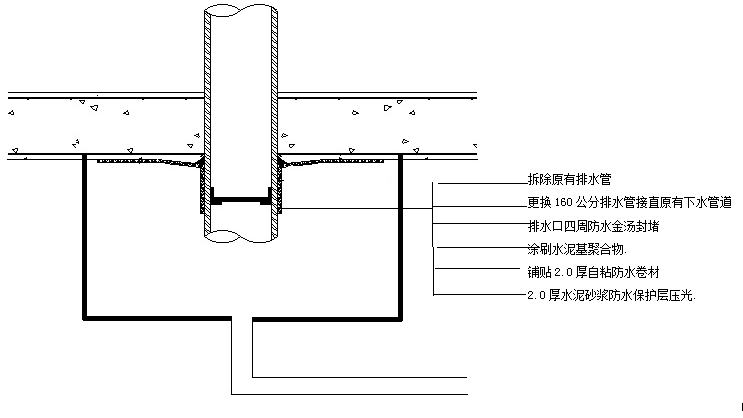 拆除原有排水管
更换160公分排水管接直原有下水管道
排水口四周防水金汤封堵
涂刷水泥基聚合物.
铺贴2.0厚自粘防水卷材
2.0厚水泥砂浆防水保护层压光.